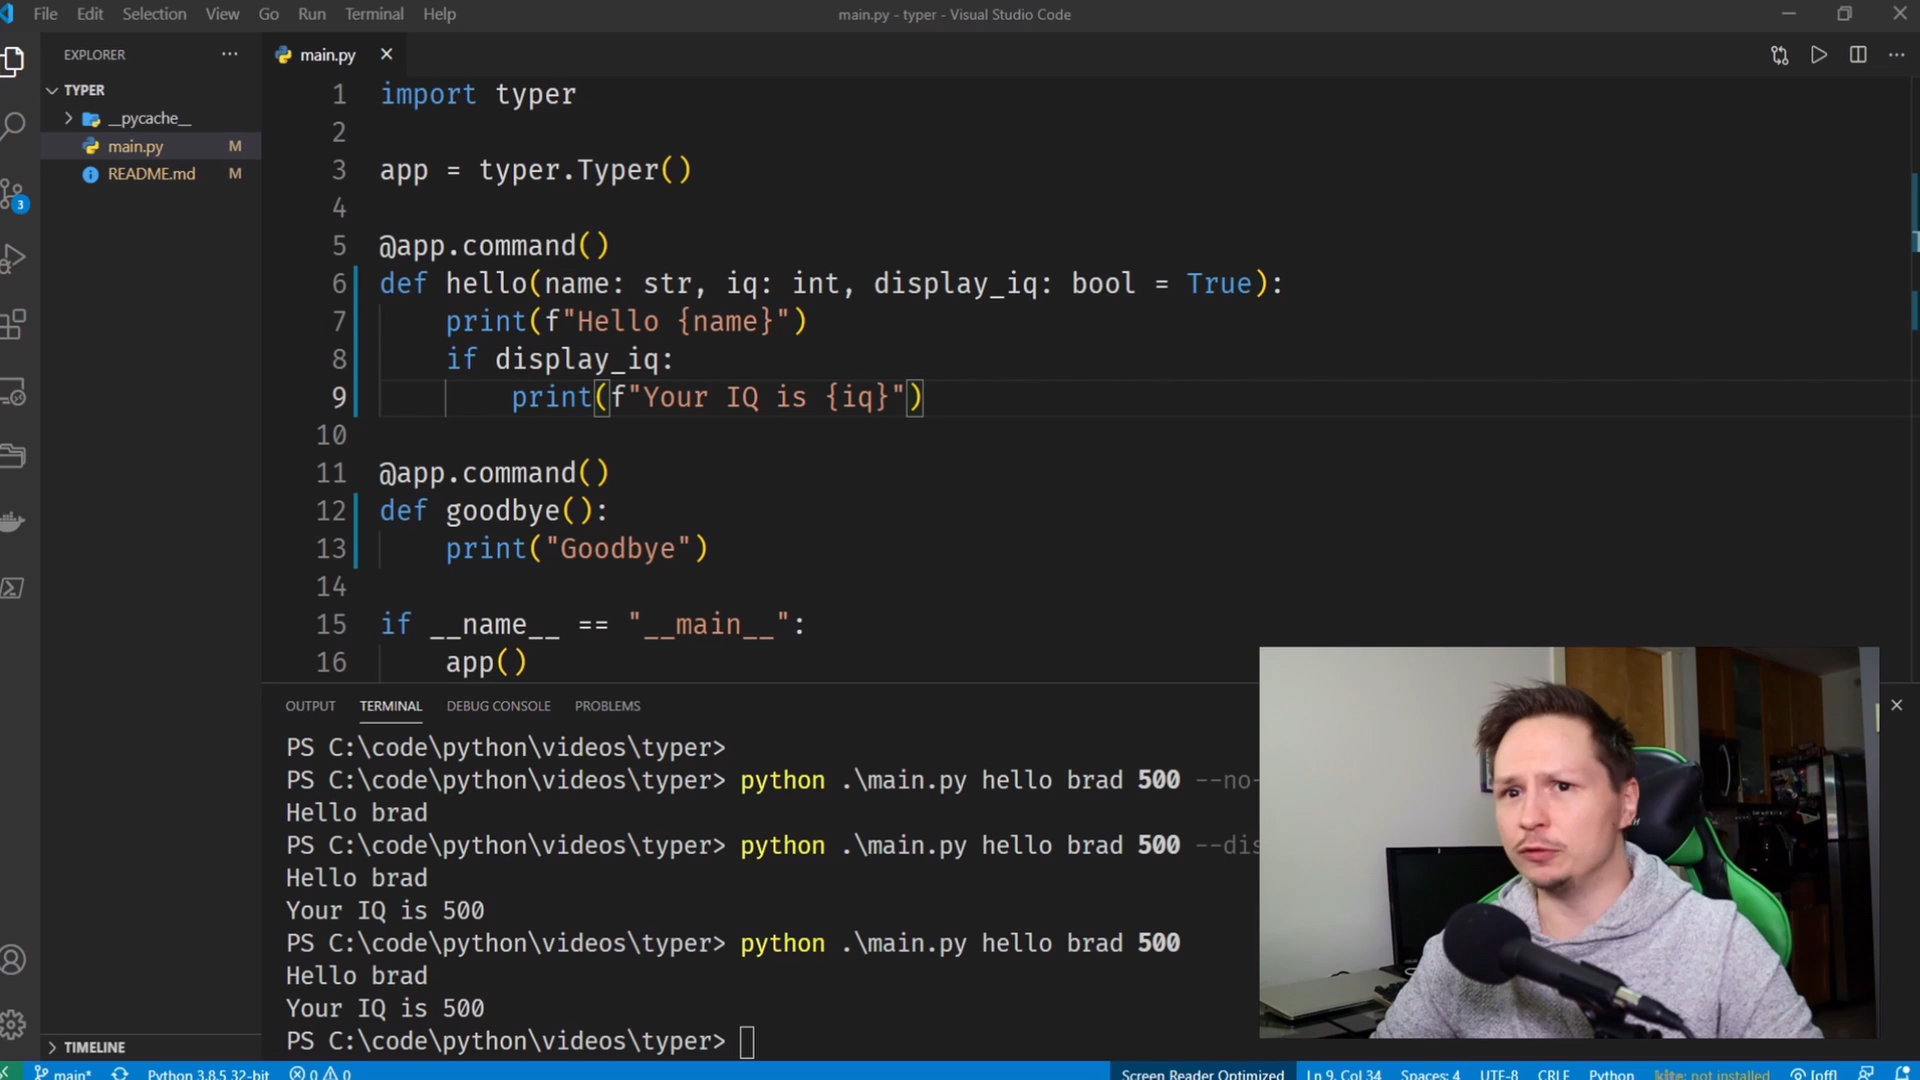 File Edit Selection View Go Run Terminal Help
main.py - typer - Visual Studio Code
EXPLORER ···
main.py
TYPER
__pycache__
main.py M
README.md M
3
1 import typer
2
3 app = typer.Typer()
4
5 @app.command()
6 def hello(name: str, iq: int, display_iq: bool = True):
7 print(f"Hello {name}")
8 if display_iq:
9 print(f"Your IQ is {iq}")
10
11 @app.command()
12 def goodbye():
13 print("Goodbye")
14
15 if __name__ == "__main__":
16 app()
OUTPUT TERMINAL DEBUG CONSOLE PROBLEMS
PS C:\code\python\videos\typer>
PS C:\code\python\videos\typer> python .\main.py hello brad 500 --no-
Hello brad
PS C:\code\python\videos\typer> python .\main.py hello brad 500 --dis
Hello brad
Your IQ is 500
PS C:\code\python\videos\typer> python .\main.py hello brad 500
Hello brad
Your IQ is 500
PS C:\code\python\videos\typer>
TIMELINE
main* Python 3.8.5 32-bit 0 0 Screen Reader Optimized Ln 9, Col 34 Spaces: 4 UTF-8 CRLF Python kite: not installed [off]